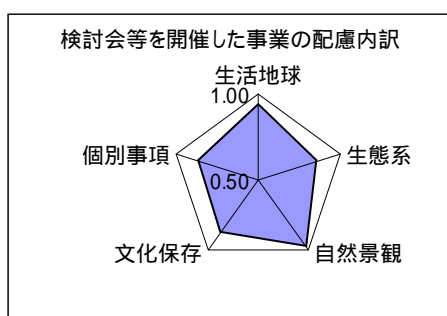 検討会等を開催した事業の配慮内訳
生活地球
1.00
個別事項
生態系
0.50
文化保存
自然景観